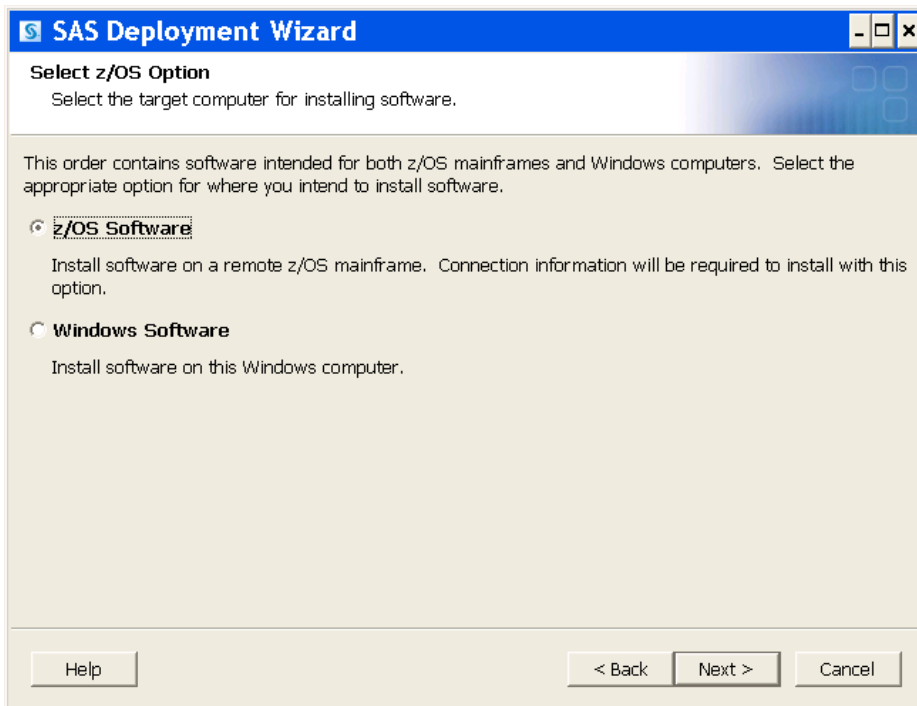 SAS Deployment Wizard
Select z/OS Option
Select the target computer for installing software.
This order contains software intended for both z/OS mainframes and Windows computers.  Select the
appropriate option for where you intend to install software.
z/OS Software
Install software on a remote z/OS mainframe.  Connection information will be required to install with this
option.
Windows Software
Install software on this Windows computer.
Help
< Back
Next >
Cancel